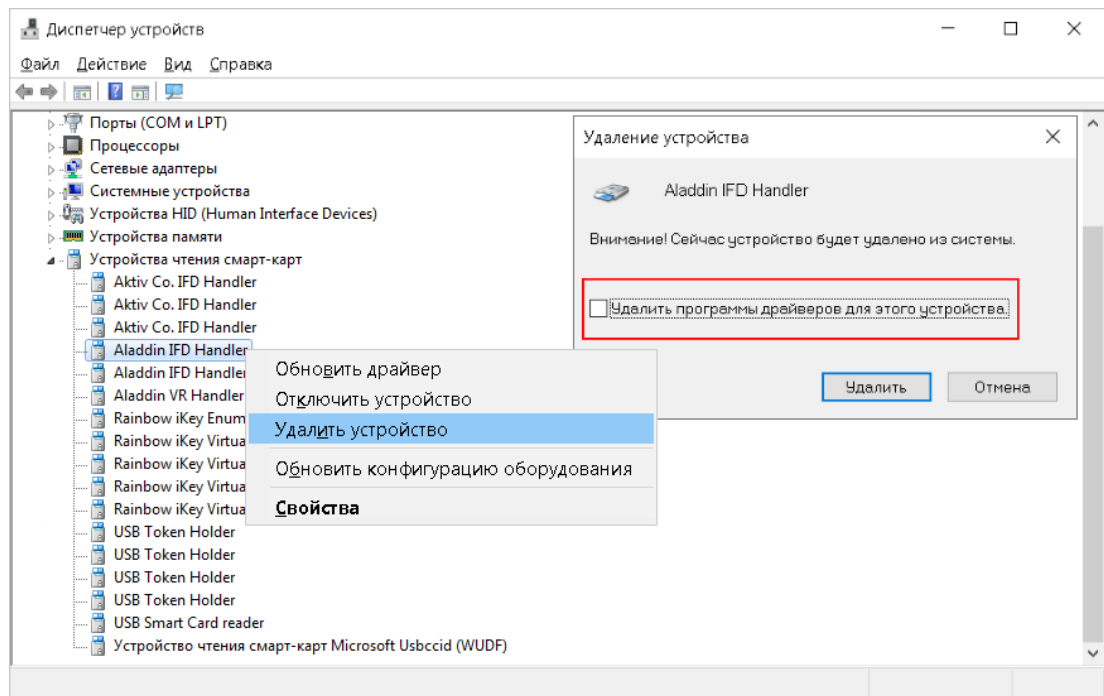 Диспетчер устройств
Файл Действие Вид Справка
Порты (COM и LPT)
Процессоры
Сетевые адаптеры
Системные устройства
Устройства HID (Human Interface Devices)
Устройства памяти
Устройства чтения смарт-карт
Aktiv Co. IFD Handler
Aktiv Co. IFD Handler
Aktiv Co. IFD Handler
Aladdin IFD Handler
Aladdin IFD Handler
Aladdin VR Handler
Rainbow iKey Enum
Rainbow iKey Virtua
Rainbow iKey Virtua
Rainbow iKey Virtua
Rainbow iKey Virtua
USB Token Holder
USB Token Holder
USB Token Holder
USB Token Holder
USB Smart Card reader
Устройство чтения смарт-карт Microsoft Usbccid (WUDF)
Обновить драйвер
Отключить устройство
Удалить устройство
Обновить конфигурацию оборудования
Свойства
Удаление устройства
Aladdin IFD Handler
Внимание! Сейчас устройство будет удалено из системы.
Удалить программы драйверов для этого устройства.
Удалить Отмена